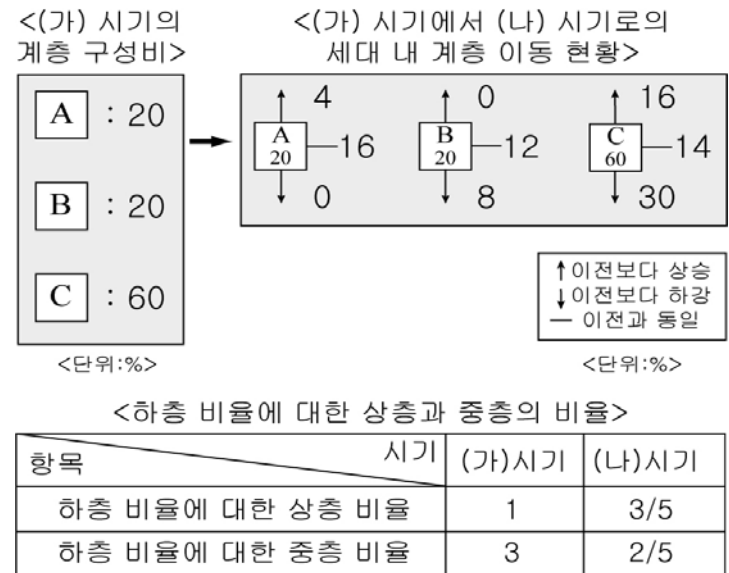 <(가) 시기의
계층 구성비>
A : 20
B : 20
C : 60
<단위:%>
<(가) 시기에서 (나) 시기로의
세대 내 계층 이동 현황>
4
A
20
16
0
0
B
20
12
8
16
C
60
14
30
↑이전보다 상승
↓이전보다 하강
— 이전과 동일
<단위:%>
<하층 비율에 대한 상층과 중층의 비율>
항목 시기 (가)시기 (나)시기
하층 비율에 대한 상층 비율 1 3/5
하층 비율에 대한 중층 비율 3 2/5